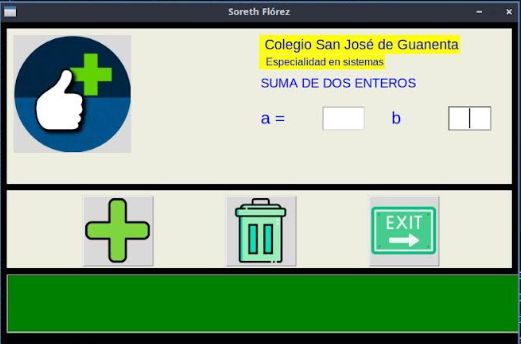 Soreth Flórez
Colegio San José de Guanenta
Especialidad en sistemas
SUMA DE DOS ENTEROS
a = b
EXIT